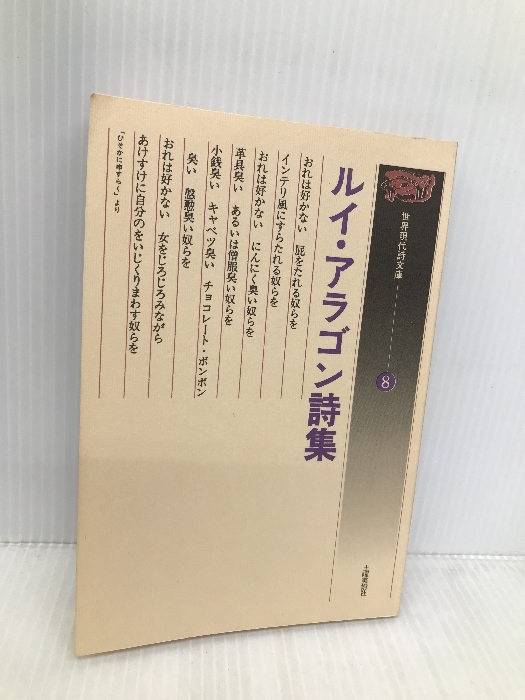 世界現代詩文庫
8
ルイ・アラゴン詩集
おれは好かない 屁をたれる奴らを
インテリ風にすらたれる奴らを
おれは好かない にんにく臭い奴らを
革具臭い あるいは僧服臭い奴らを
小銭臭い キャベツ臭い チョコレート・ボンボン
臭い 慇懃臭い奴らを
おれは好かない 女をじろじろみながら
あけすけに自分のをいじくりまわす奴らを
「ひそかにゆすらく」より
土曜美術社